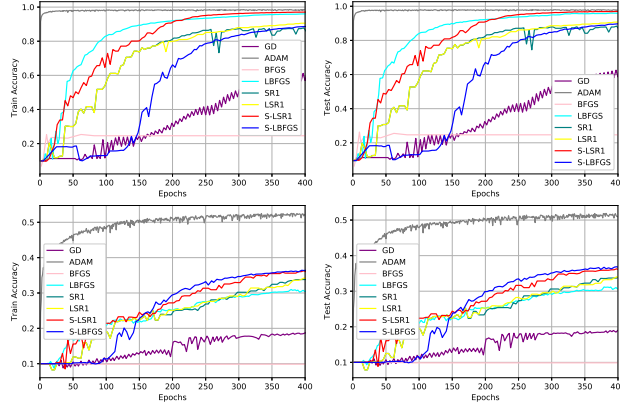 1.0
0.8
0.6
0.4
0.2
Train Accuracy
GD
ADAM
BFGS
LBFGS
SR1
LSR1
S-LSR1
S-LBFGS
0 50 100 150 200 250 300 350 400
Epochs
1.0
0.8
0.6
0.4
0.2
Test Accuracy
GD
ADAM
BFGS
LBFGS
SR1
LSR1
S-LSR1
S-LBFGS
0 50 100 150 200 250 300 350 400
Epochs
0.5
0.4
0.3
0.2
0.1
Train Accuracy
GD
ADAM
BFGS
LBFGS
SR1
LSR1
S-LSR1
S-LBFGS
0 50 100 150 200 250 300 350 400
Epochs
0.5
0.4
0.3
0.2
0.1
Test Accuracy
GD
ADAM
BFGS
LBFGS
SR1
LSR1
S-LSR1
S-LBFGS
0 50 100 150 200 250 300 350 400
Epochs